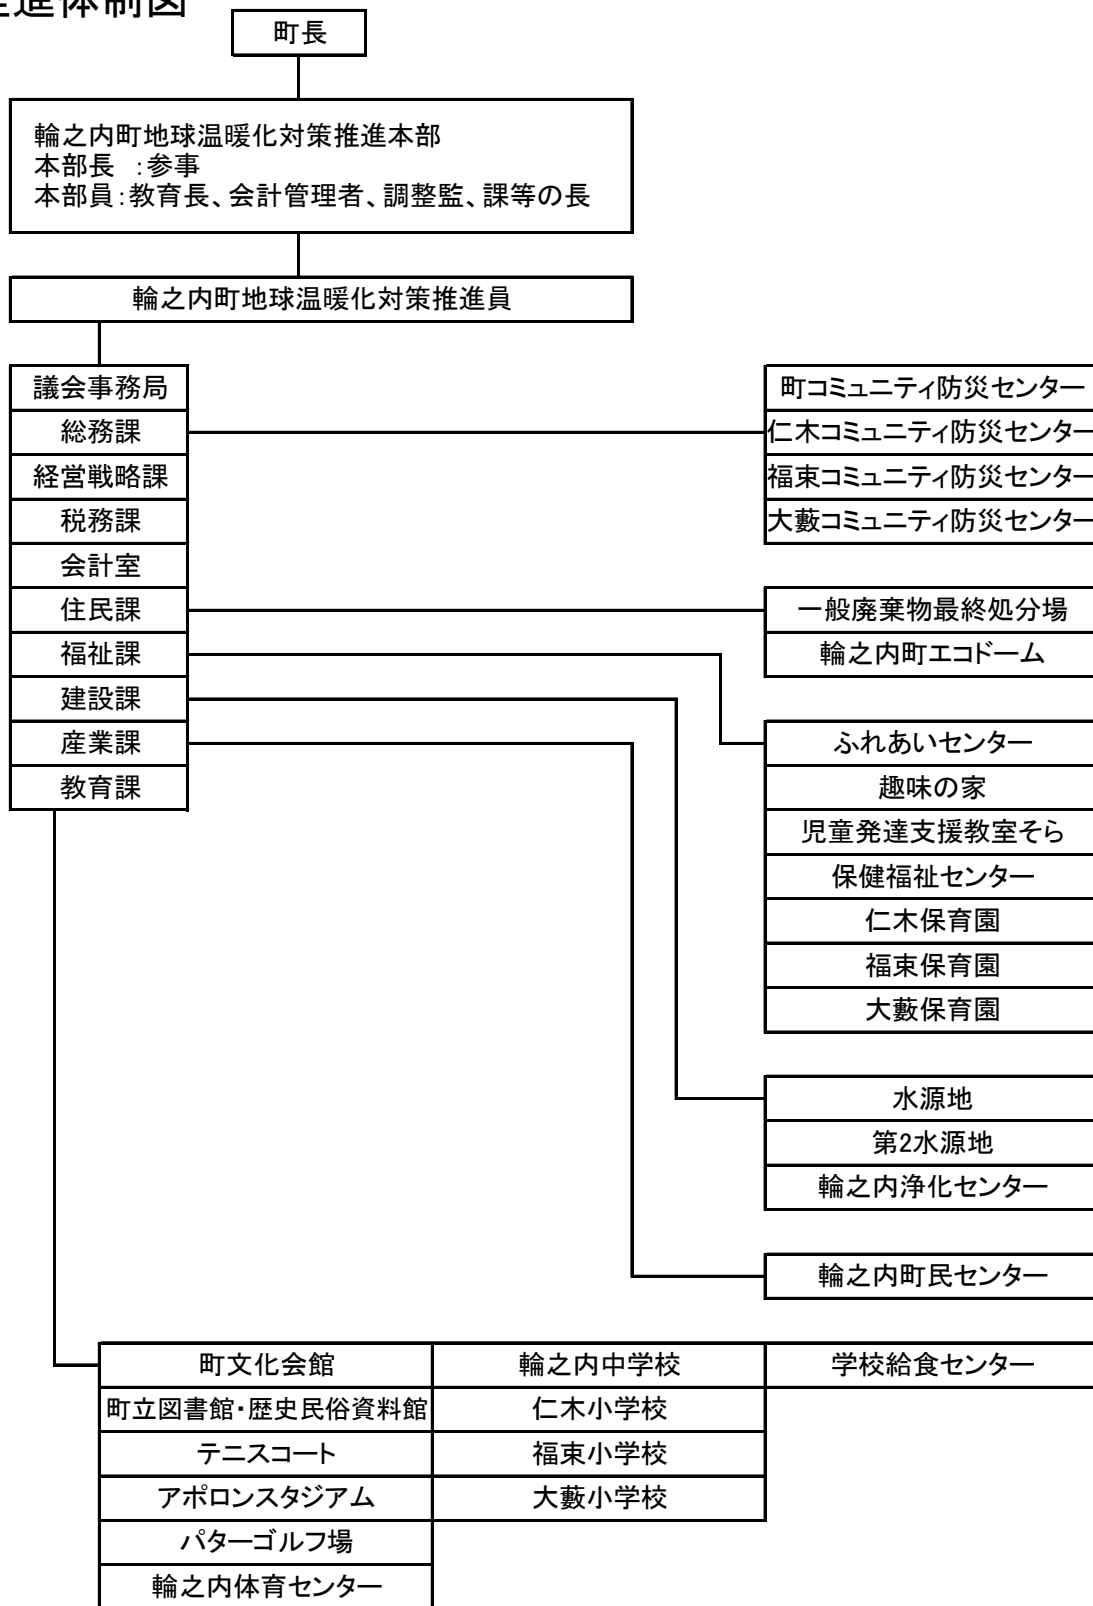 推進体制図
町長
輪之内町地球温暖化対策推進本部
本部長 :参事
本部員:教育長、会計管理者、調整監、課等の長
輪之内町地球温暖化対策推進員
議会事務局
総務課
経営戦略課
税務課
会計室
住民課
福祉課
建設課
産業課
教育課
町コミュニティ防災センター
仁木コミュニティ防災センター
福束コミュニティ防災センター
大藪コミュニティ防災センター
一般廃棄物最終処分場
輪之内町エコドーム
ふれあいセンター
趣味の家
児童発達支援教室そら
保健福祉センター
仁木保育園
福束保育園
大藪保育園
水源地
第2水源地
輪之内浄化センター
輪之内町民センター
町文化会館
町立図書館・歴史民俗資料館
テニスコート
アポロンスタジアム
パターゴルフ場
輪之内体育センター
輪之内中学校
仁木小学校
福束小学校
大藪小学校
学校給食センター